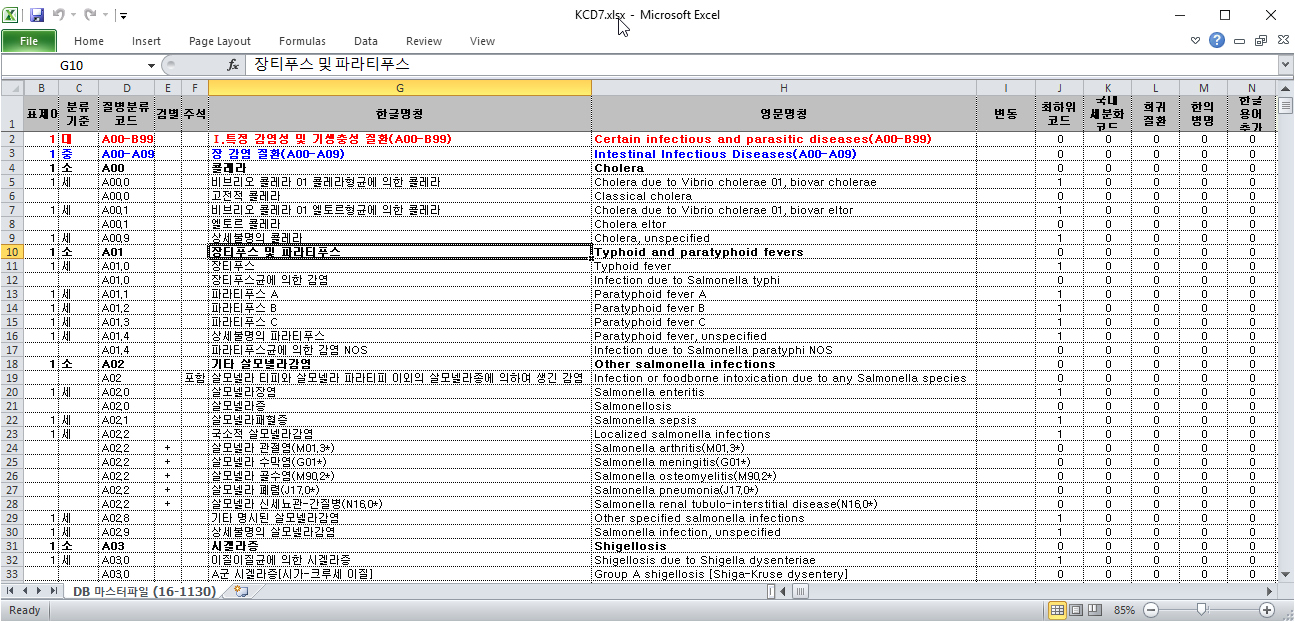 KCD7.xlsx - Microsoft Excel
File Home Insert Page Layout Formulas Data Review View
G10 fx 장티푸스 및 파라티푸스
B C D E F G H I J K L M N
1 표제어 분류기준 질병분류코드 검별 주석 한글명칭 영문명칭 변동 최하위코드 국내세분화코드 희귀질환 한의병명 한글용어추가
2 1 대 A00-B99 Ⅰ.특정 감염성 및 기생충성 질환(A00-B99) Certain infectious and parasitic diseases(A00-B99) 0 0 0 0 0
3 1 중 A00-A09 장 감염 질환(A00-A09) Intestinal Infectious Diseases(A00-A09) 0 0 0 0 0
4 1 소 A00 콜레라 Cholera 0 0 0 0 0
5 1 세 A00.0 비브리오 콜레라 01 콜레라형균에 의한 콜레라 Cholera due to Vibrio cholerae 01, biovar cholerae 1 0 0 0 0
6 A00.0 고전적 콜레라 Classical cholera 0 0 0 0 0
7 1 세 A00.1 비브리오 콜레라 01 엘토르형균에 의한 콜레라 Cholera due to Vibrio cholerae 01, biovar eltor 1 0 0 0 0
8 A00.1 엘토르 콜레라 Cholera eltor 0 0 0 0 0
9 1 세 A00.9 상세불명의 콜레라 Cholera, unspecified 1 0 0 0 0
10 1 소 A01 장티푸스 및 파라티푸스 Typhoid and paratyphoid fevers 0 0 0 0 0
11 1 세 A01.0 장티푸스 Typhoid fever 1 0 0 0 0
12 A01.0 장티푸스균에 의한 감염 Infection due to Salmonella typhi 0 0 0 0 0
13 1 세 A01.1 파라티푸스 A Paratyphoid fever A 1 0 0 0 0
14 1 세 A01.2 파라티푸스 B Paratyphoid fever B 1 0 0 0 0
15 1 세 A01.3 파라티푸스 C Paratyphoid fever C 1 0 0 0 0
16 1 세 A01.4 상세불명의 파라티푸스 Paratyphoid fever, unspecified 1 0 0 0 0
17 A01.4 파라티푸스균에 의한 감염 NOS Infection due to Salmonella paratyphi NOS 0 0 0 0 0
18 1 소 A02 기타 살모넬라감염 Other salmonella infections 0 0 0 0 0
19 A02 포함 살모넬라 티피와 살모넬라 파라티피 이외의 살모넬라종에 의하여 생긴 감염 Infection or foodborne intoxication due to any Salmonella species 0 0 0 0 0
20 1 세 A02.0 살모넬라장염 Salmonella enteritis 1 0 0 0 0
21 A02.0 살모넬라증 Salmonellosis 0 0 0 0 0
22 1 세 A02.1 살모넬라패혈증 Salmonella sepsis 1 0 0 0 0
23 1 세 A02.2 국소적 살모넬라감염 Localized salmonella infections 1 0 0 0 0
24 A02.2 + 살모넬라 관절염(M01.3*) Salmonella arthritis(M01.3*) 0 0 0 0 0
25 A02.2 + 살모넬라 수막염(G01*) Salmonella meningitis(G01*) 0 0 0 0 0
26 A02.2 + 살모넬라 골수염(M90.2*) Salmonella osteomyelitis(M90.2*) 0 0 0 0 0
27 A02.2 + 살모넬라 폐렴(J17.0*) Salmonella pneumonia(J17.0*) 0 0 0 0 0
28 A02.2 + 살모넬라 신세뇨관-간질병(N16.0*) Salmonella renal tubulo-interstitial disease(N16.0*) 0 0 0 0 0
29 1 세 A02.8 기타 명시된 살모넬라감염 Other specified salmonella infections 1 0 0 0 0
30 1 세 A02.9 상세불명의 살모넬라감염 Salmonella infection, unspecified 1 0 0 0 0
31 1 소 A03 시겔라증 Shigellosis 0 0 0 0 0
32 1 세 A03.0 이질이질균에 의한 시겔라증 Shigellosis due to Shigella dysenteriae 1 0 0 0 0
33 A03.0 A군 시겔라증[시가-크루세 이질] Group A shigellosis [Shiga-Kruse dysentery] 0 0 0 0 0
DB 마스터파일 (16-1130)
Ready 85%